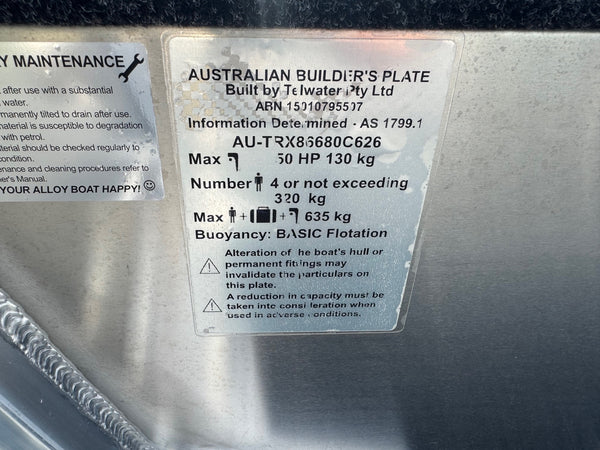 Y MAINTENANCE
after use with a substantial
water.
manently tilted to drain after use.
aterial is susceptible to degradation
with petrol.
should be checked regularly to
condition.
enance and cleaning procedures refer to
er's Manual.
YOUR ALLOY BOAT HAPPY!
AUSTRALIAN BUILDER'S PLATE
Built by Telwater Pty Ltd
ABN 15010795507
Information Determined - AS 1799.1
AU-TRX86680C626
Max 50 HP 130 kg
Number 4 or not exceeding
320 kg
Max + + 635 kg
Buoyancy: BASIC Flotation
Alteration of the boat's hull or
permanent fittings may
invalidate the particulars on
this plate.
A reduction in capacity must be
taken into consideration when
used in adverse conditions.